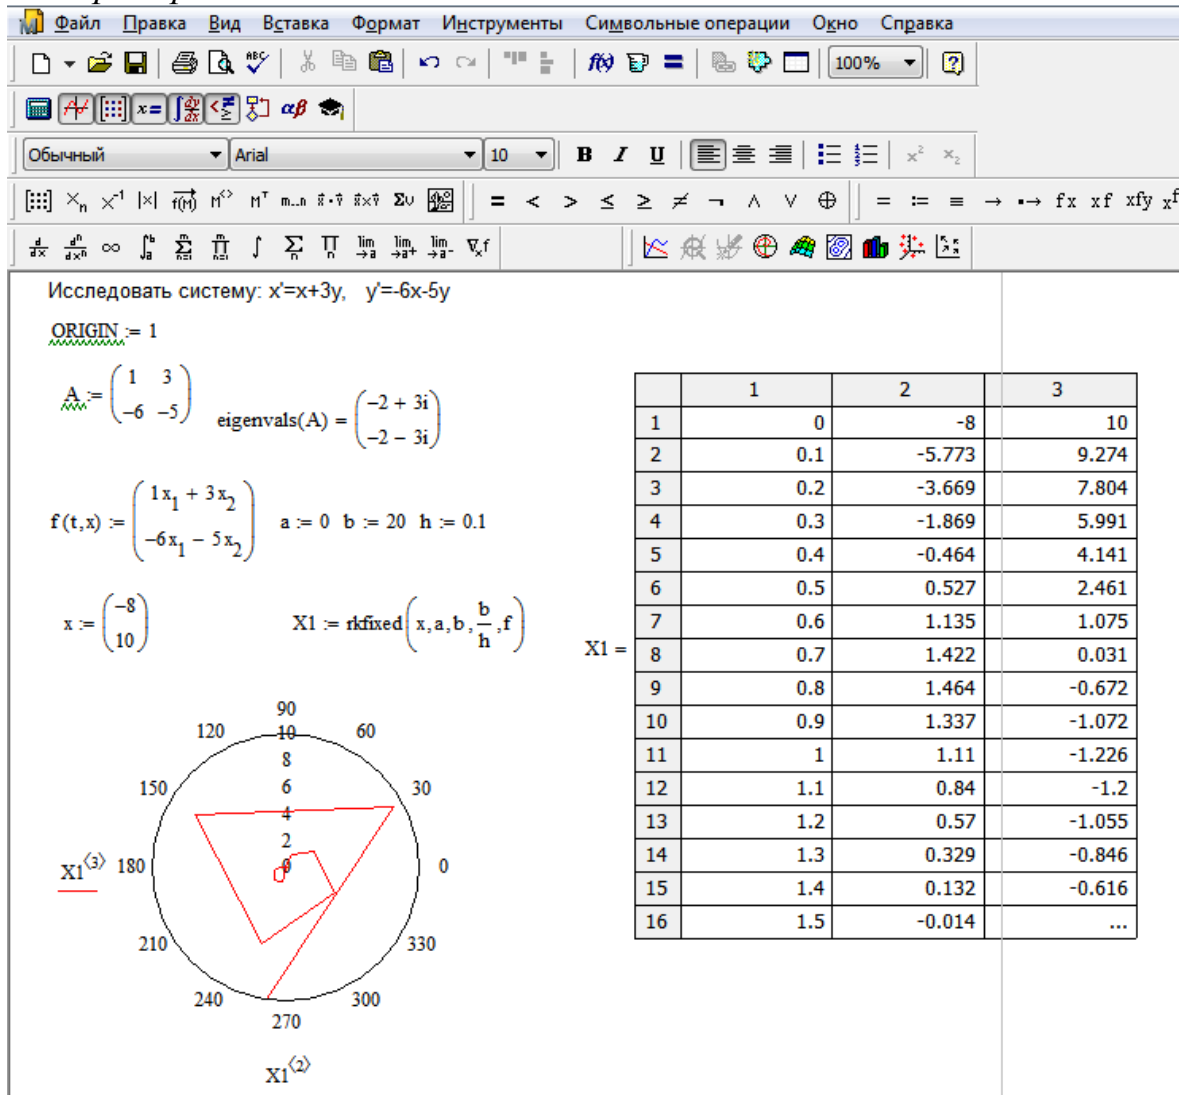 Файл Правка Вид Вставка Формат Инструменты Символьные операции Окно Справка
100%
Обычный Arial 10 B I U
= < > ≤ ≥ ≠ ¬ ∧ ∨ ⊕ = := ≡ → •→ fx xf xfy
Исследовать систему: x'=x+3y, y'=-6x-5y
ORIGIN := 1
A := (1 3; -6 -5)
eigenvals(A) = (-2 + 3i; -2 - 3i)
f(t,x) := (1x₁ + 3x₂; -6x₁ - 5x₂) a := 0 b := 20 h := 0.1
x := (-8; 10) X1 := rkfixed(x, a, b, b/h, f)
X1 =
1 2 3
1 0 -8 10
2 0.1 -5.773 9.274
3 0.2 -3.669 7.804
4 0.3 -1.869 5.991
5 0.4 -0.464 4.141
6 0.5 0.527 2.461
7 0.6 1.135 1.075
8 0.7 1.422 0.031
9 0.8 1.464 -0.672
10 0.9 1.337 -1.072
11 1 1.11 -1.226
12 1.1 0.84 -1.2
13 1.2 0.57 -1.055
14 1.3 0.329 -0.846
15 1.4 0.132 -0.616
16 1.5 -0.014 ...
90
120 10 60
8
150 6 30
4
2
X1⟨3⟩ 180 0 0
210 330
240 300
270
X1⟨2⟩